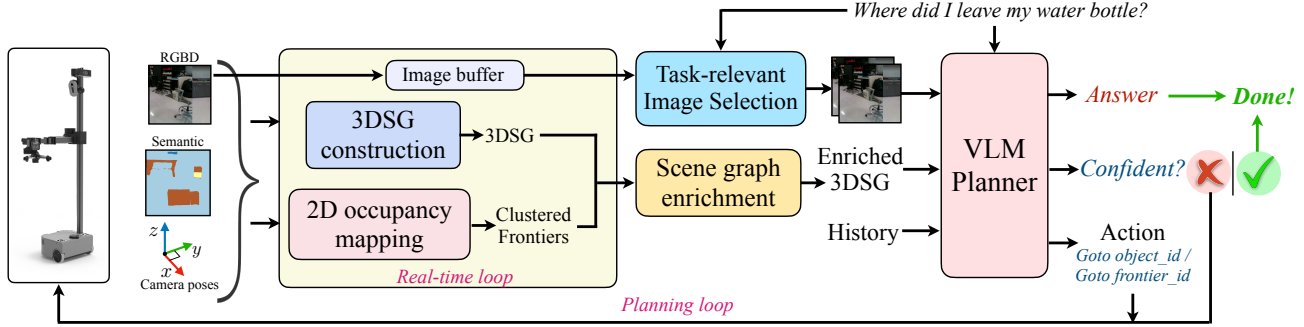 Where did I leave my water bottle?
RGBD
Image buffer
Task-relevant
Image Selection
Answer
Done!
3DSG
construction
3DSG
Semantic
VLM
Planner
Scene graph
enrichment
Enriched
3DSG
Confident?
2D occupancy
mapping
Clustered
Frontiers
History
Action
Goto object_id /
Goto frontier_id
z
y
x
Camera poses
Real-time loop
Planning loop